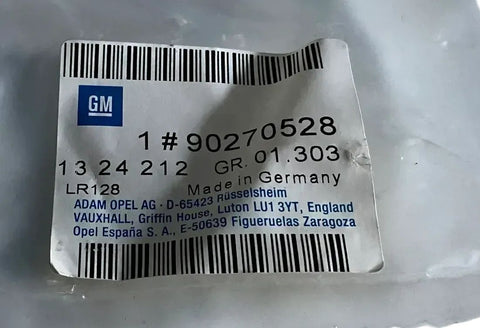 GM
1 # 90270528
13 24 212 GR. 01.303
LR128 Made in Germany
ADAM OPEL AG · D-65423 Rüsselsheim
VAUXHALL, Griffin House, Luton LU1 3YT, England
Opel España S. A., E-50639 Figueruelas Zaragoza